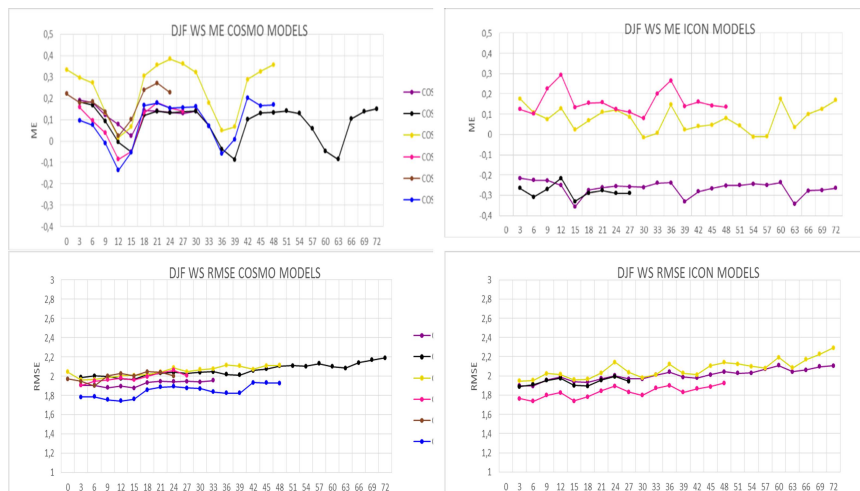 DJF WS ME COSMO MODELS
ME
0,5
0,4
0,3
0,2
0,1
0
-0,1
-0,2
-0,3
-0,4
0 3 6 9 12 15 18 21 24 27 30 33 36 39 42 45 48 51 54 57 60 63 66 69 72
COS
COS
COS
COS
COS
COS
DJF WS ME ICON MODELS
0,5
0,4
0,3
0,2
0,1
0
-0,1
-0,2
-0,3
-0,4
0 3 6 9 12 15 18 21 24 27 30 33 36 39 42 45 48 51 54 57 60 63 66 69 72
DJF WS RMSE COSMO MODELS
RMSE
3
2,8
2,6
2,4
2,2
2
1,8
1,6
1,4
1,2
1
0 3 6 9 12 15 18 21 24 27 30 33 36 39 42 45 48 51 54 57 60 63 66 69 72
DJF WS RMSE ICON MODELS
RMSE
3
2,8
2,6
2,4
2,2
2
1,8
1,6
1,4
1,2
1
0 3 6 9 12 15 18 21 24 27 30 33 36 39 42 45 48 51 54 57 60 63 66 69 72